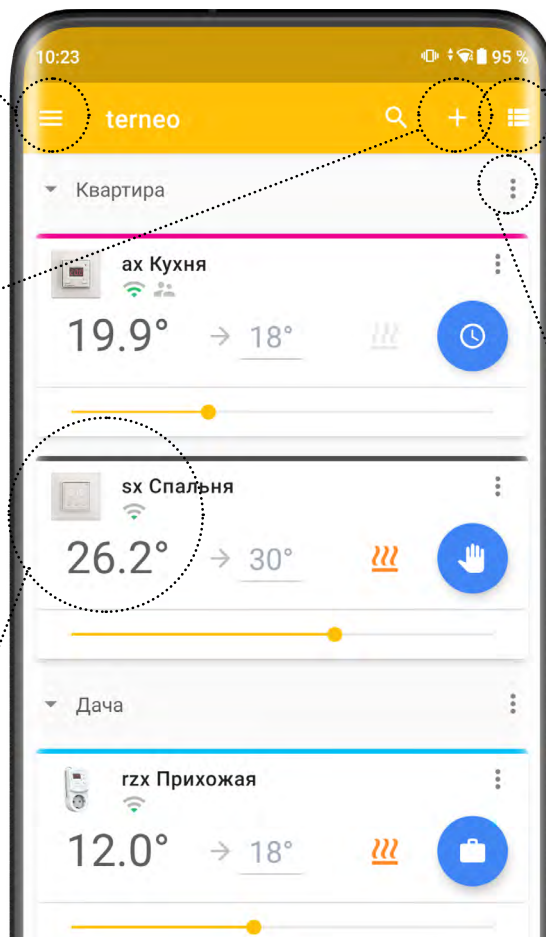 10:23 95 %
terneo
Квартира
ax Кухня
19.9° → 18°
sx Спальня
26.2° → 30°
Дача
rzx Прихожая
12.0° → 18°